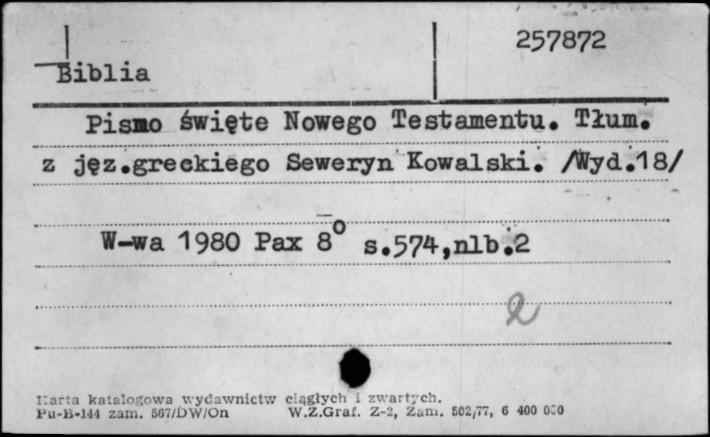 257872
Biblia
Pismo święte Nowego Testamentu. Tłum.
z jęz.greckiego Seweryn Kowalski. /Wyd.18/
W-wa 1980 Pax 8° s.574,nlb.2
2
Karta katalogowa wydawnictw ciągłych i zwartych.
Pu-B-144 zam. 567/DW/On W.Z.Graf. Z-2, Zam. 502/77, 6 400 000